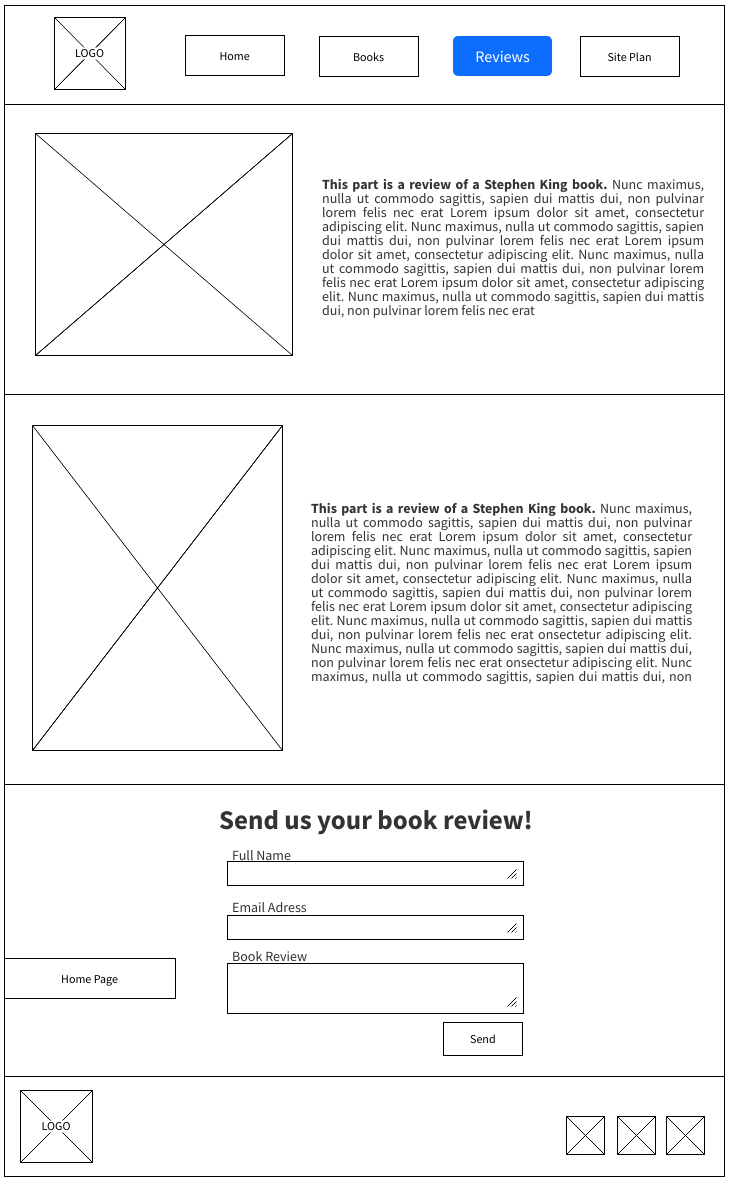 LOGO
Home
Books
Reviews
Site Plan
This part is a review of a Stephen King book. Nunc maximus,
nulla ut commodo sagittis, sapien dui mattis dui, non pulvinar
lorem felis nec erat Lorem ipsum dolor sit amet, consectetur
adipiscing elit. Nunc maximus, nulla ut commodo sagittis, sapien
dui mattis dui, non pulvinar lorem felis nec erat Lorem ipsum
dolor sit amet, consectetur adipiscing elit. Nunc maximus, nulla
ut commodo sagittis, sapien dui mattis dui, non pulvinar lorem
felis nec erat Lorem ipsum dolor sit amet, consectetur adipiscing
elit. Nunc maximus, nulla ut commodo sagittis, sapien dui mattis
dui, non pulvinar lorem felis nec erat
This part is a review of a Stephen King book. Nunc maximus,
nulla ut commodo sagittis, sapien dui mattis dui, non pulvinar
lorem felis nec erat Lorem ipsum dolor sit amet, consectetur
adipiscing elit. Nunc maximus, nulla ut commodo sagittis, sapien
dui mattis dui, non pulvinar lorem felis nec erat Lorem ipsum
dolor sit amet, consectetur adipiscing elit. Nunc maximus, nulla
ut commodo sagittis, sapien dui mattis dui, non pulvinar lorem
felis nec erat Lorem ipsum dolor sit amet, consectetur adipiscing
elit. Nunc maximus, nulla ut commodo sagittis, sapien dui mattis
dui, non pulvinar lorem felis nec erat onsectetur adipiscing elit.
Nunc maximus, nulla ut commodo sagittis, sapien dui mattis dui,
non pulvinar lorem felis nec erat onsectetur adipiscing elit. Nunc
maximus, nulla ut commodo sagittis, sapien dui mattis dui, non
Send us your book review!
Full Name
Email Adress
Book Review
Home Page
Send
LOGO